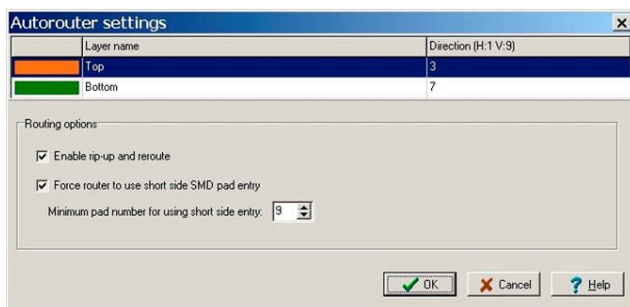 Autorouter settings
Layer name Direction (H:1 V:9)
Top 3
Bottom 7
Routing options
Enable rip-up and reroute
Force router to use short side SMD pad entry
Minimum pad number for using short side entry: 9
OK Cancel ? Help